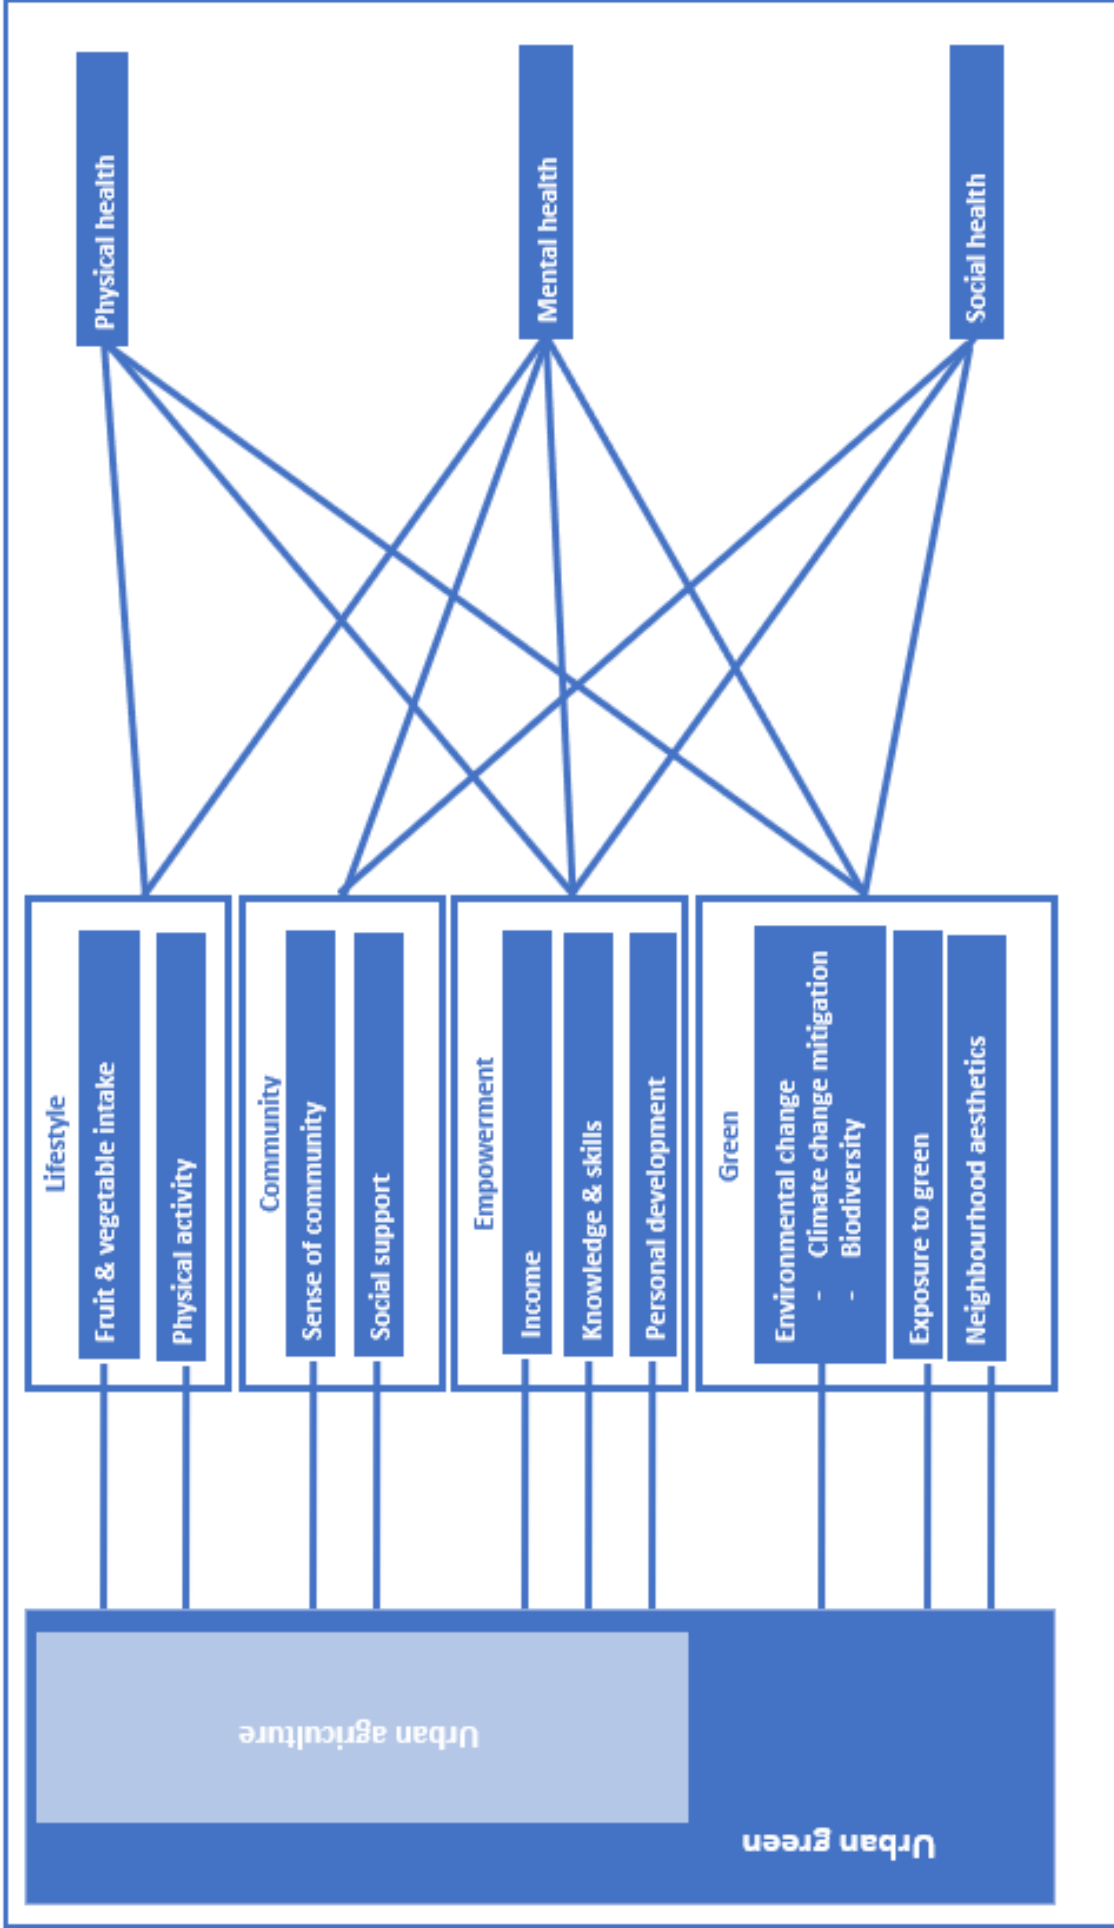 Urban green
Urban agriculture
Lifestyle
Fruit & vegetable intake
Physical activity
Community
Sense of community
Social support
Empowerment
Income
Knowledge & skills
Personal development
Green
Environmental change
- Climate change mitigation
- Biodiversity
Exposure to green
Neighbourhood aesthetics
Physical health
Mental health
Social health